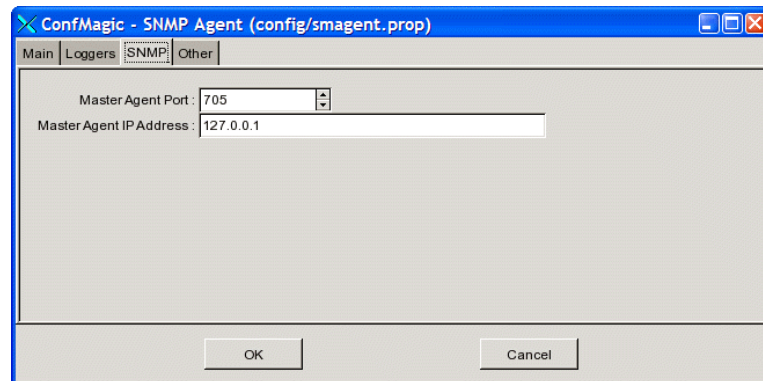 ConfMagic - SNMP Agent (config/smagent.prop)
Main Loggers SNMP Other
Master Agent Port : 705
Master Agent IP Address : 127.0.0.1
OK Cancel